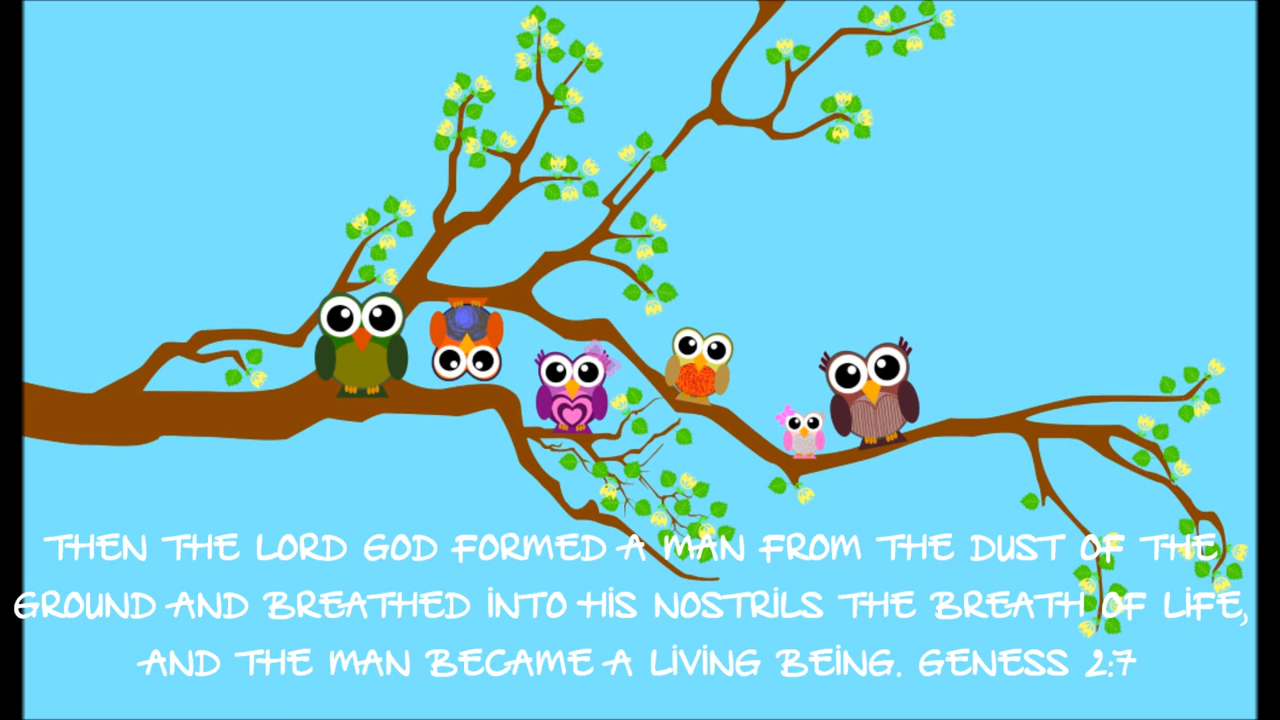 THEN THE LORD GOD FORMED A MAN FROM THE DUST OF THE
GROUND AND BREATHED INTO HIS NOSTRILS THE BREATH OF LIFE,
AND THE MAN BECAME A LIVING BEING. GENESS 2:7